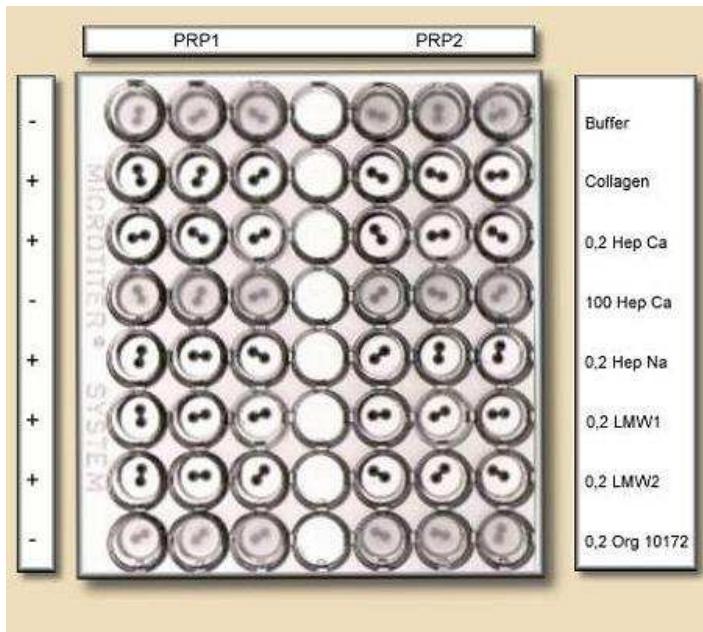 PRP1 PRP2
- Buffer
+ Collagen
+ 0,2 Hep Ca
- 100 Hep Ca
+ 0,2 Hep Na
+ 0,2 LMW1
+ 0,2 LMW2
- 0,2 Org 10172
MICROTITER® SYSTEM